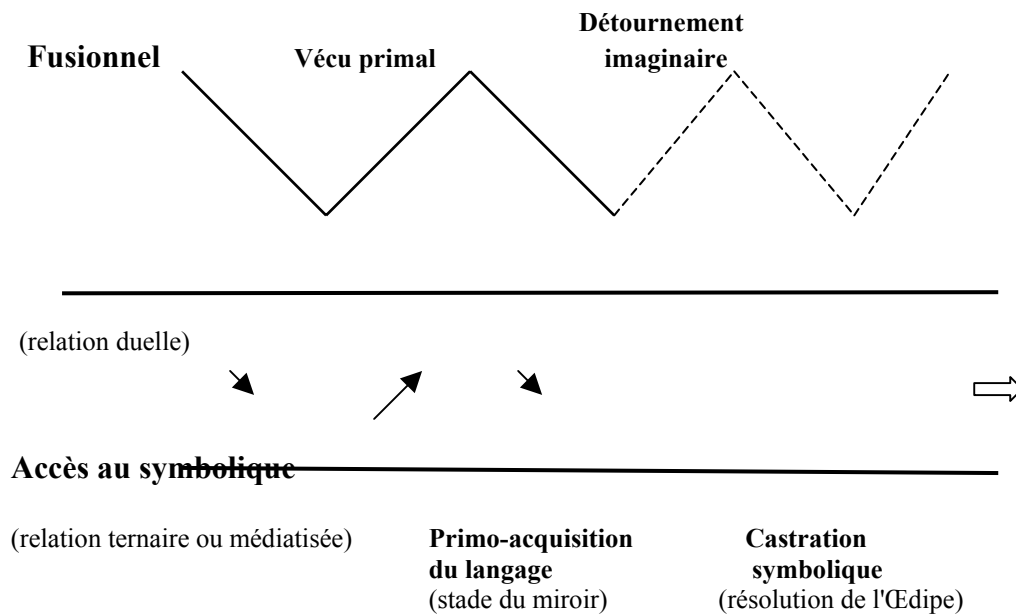 Détournement
Fusionnel Vécu primal imaginaire
(relation duelle)
Accès au symbolique
(relation ternaire ou médiatisée) Primo-acquisition Castration
du langage symbolique
(stade du miroir) (résolution de l'Œdipe)